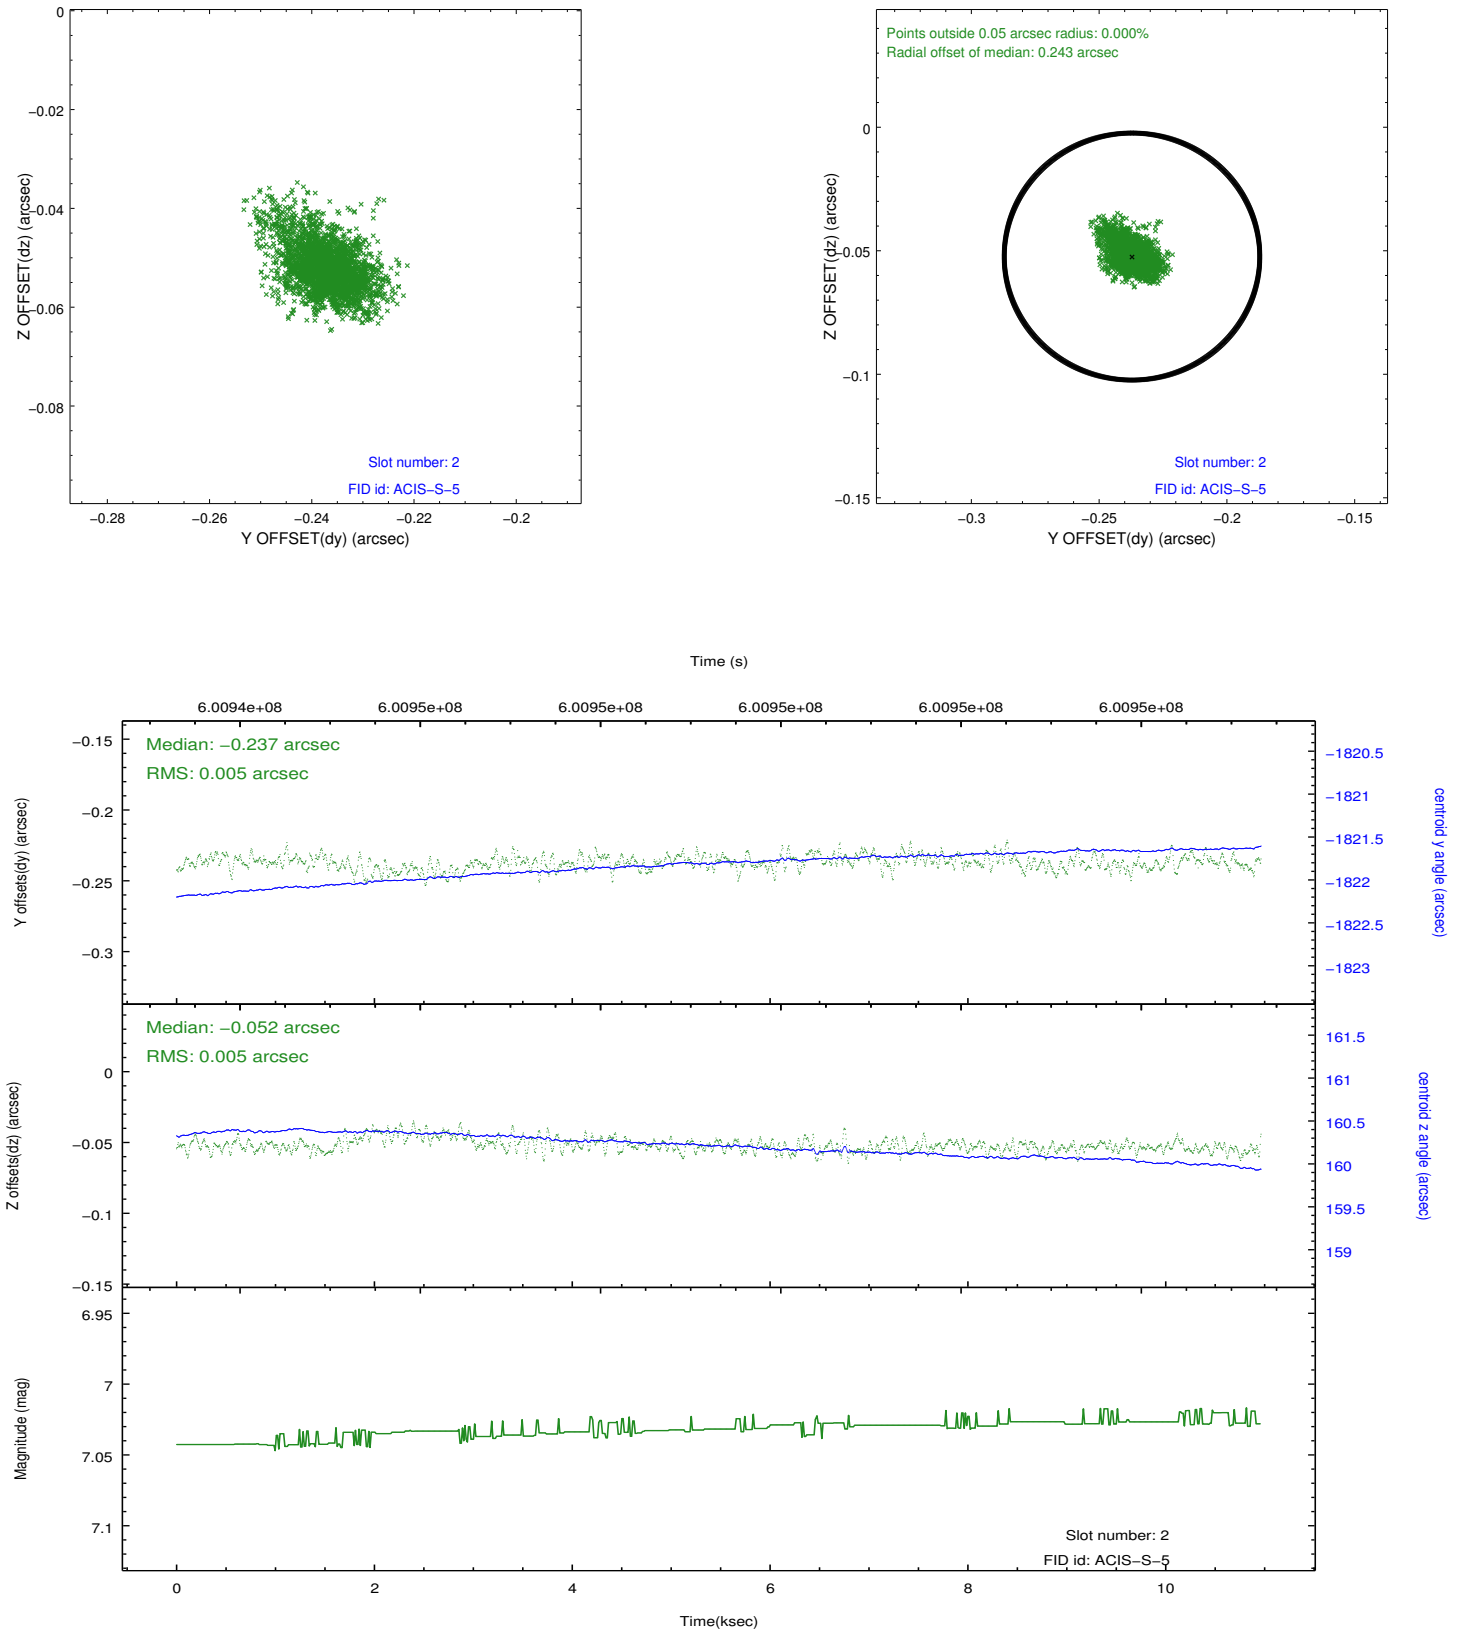 0
−0.02
−0.04
−0.06
−0.08
Z OFFSET(dz) (arcsec)
Slot number: 2
FID id: ACIS−S−5
−0.28
−0.26
−0.24
−0.22
−0.2
Y OFFSET(dy) (arcsec)
Points outside 0.05 arcsec radius: 0.000%
Radial offset of median: 0.243 arcsec
0
−0.05
−0.1
−0.15
Z OFFSET(dz) (arcsec)
Slot number: 2
FID id: ACIS−S−5
−0.3
−0.25
−0.2
−0.15
Y OFFSET(dy) (arcsec)
Time (s)
6.0094e+08
6.0095e+08
6.0095e+08
6.0095e+08
6.0095e+08
6.0095e+08
Median: −0.237 arcsec
RMS: 0.005 arcsec
−0.15
−0.2
−0.25
−0.3
Y offsets(dy) (arcsec)
−1820.5
−1821
−1821.5
−1822
−1822.5
−1823
centroid y angle (arcsec)
Median: −0.052 arcsec
RMS: 0.005 arcsec
0
−0.05
−0.1
−0.15
Z offsets(dz) (arcsec)
161.5
161
160.5
160
159.5
159
centroid z angle (arcsec)
6.95
7
7.05
7.1
Magnitude (mag)
Slot number: 2
FID id: ACIS−S−5
0
2
4
6
8
10
Time(ksec)